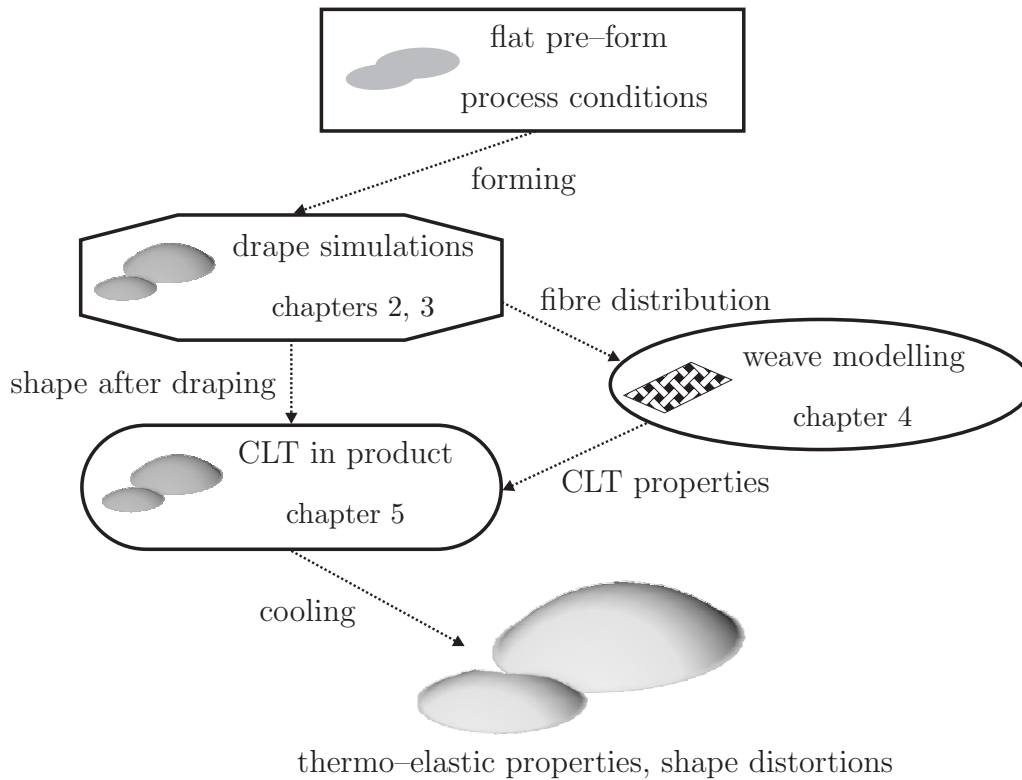 flat pre–form
process conditions
forming
drape simulations
chapters 2, 3
fibre distribution
weave modelling
chapter 4
shape after draping
CLT in product
chapter 5
CLT properties
cooling
thermo–elastic properties, shape distortions